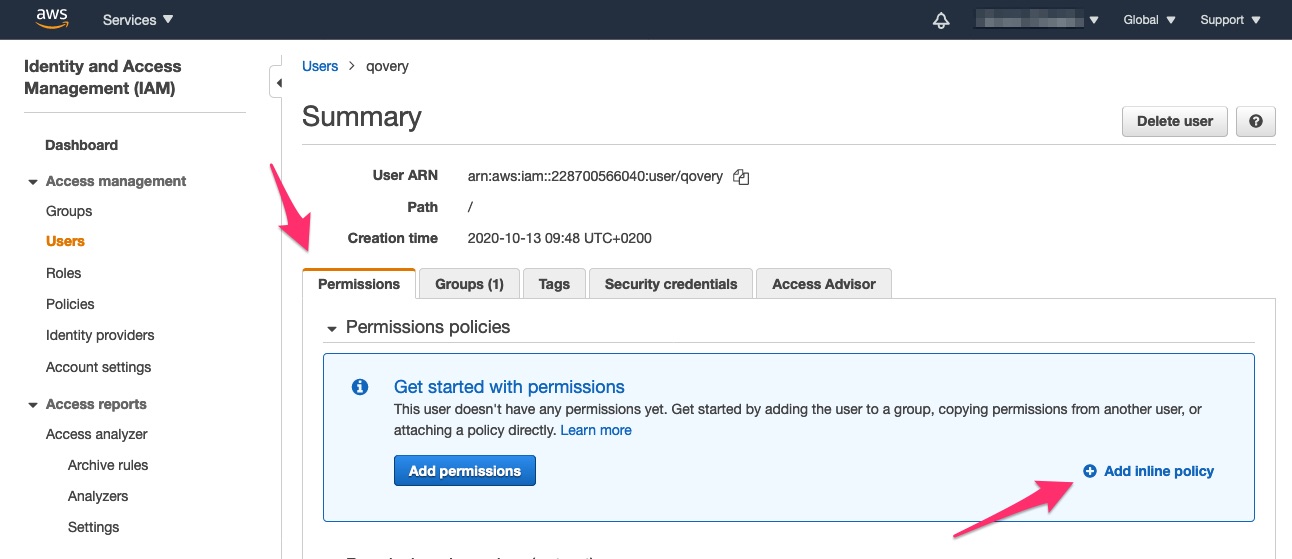 aws
Services
Global
Support
Identity and Access
Management (IAM)
Dashboard
Access management
Groups
Users
Roles
Policies
Identity providers
Account settings
Access reports
Access analyzer
Archive rules
Analyzers
Settings
Users > qovery
Summary
Delete user
?
User ARN arn:aws:iam::228700566040:user/qovery
Path /
Creation time 2020-10-13 09:48 UTC+0200
Permissions
Groups (1)
Tags
Security credentials
Access Advisor
Permissions policies
Get started with permissions
This user doesn't have any permissions yet. Get started by adding the user to a group, copying permissions from another user, or
attaching a policy directly. Learn more
Add permissions
Add inline policy